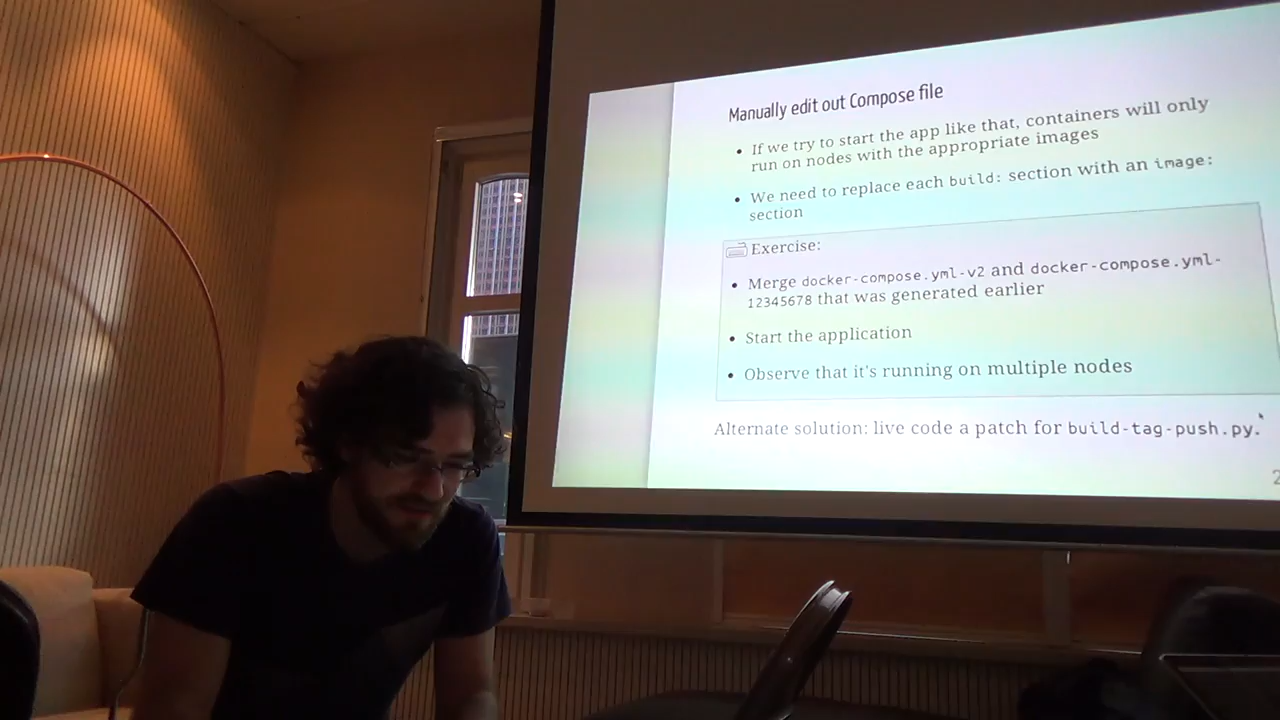 Manually edit out Compose file
If we try to start the app like that, containers will only
run on nodes with the appropriate images
We need to replace each build: section with an image:
section
Exercise:
Merge docker-compose.yml-v2 and docker-compose.yml-
12345678 that was generated earlier
Start the application
Observe that it's running on multiple nodes
Alternate solution: live code a patch for build-tag-push.py.